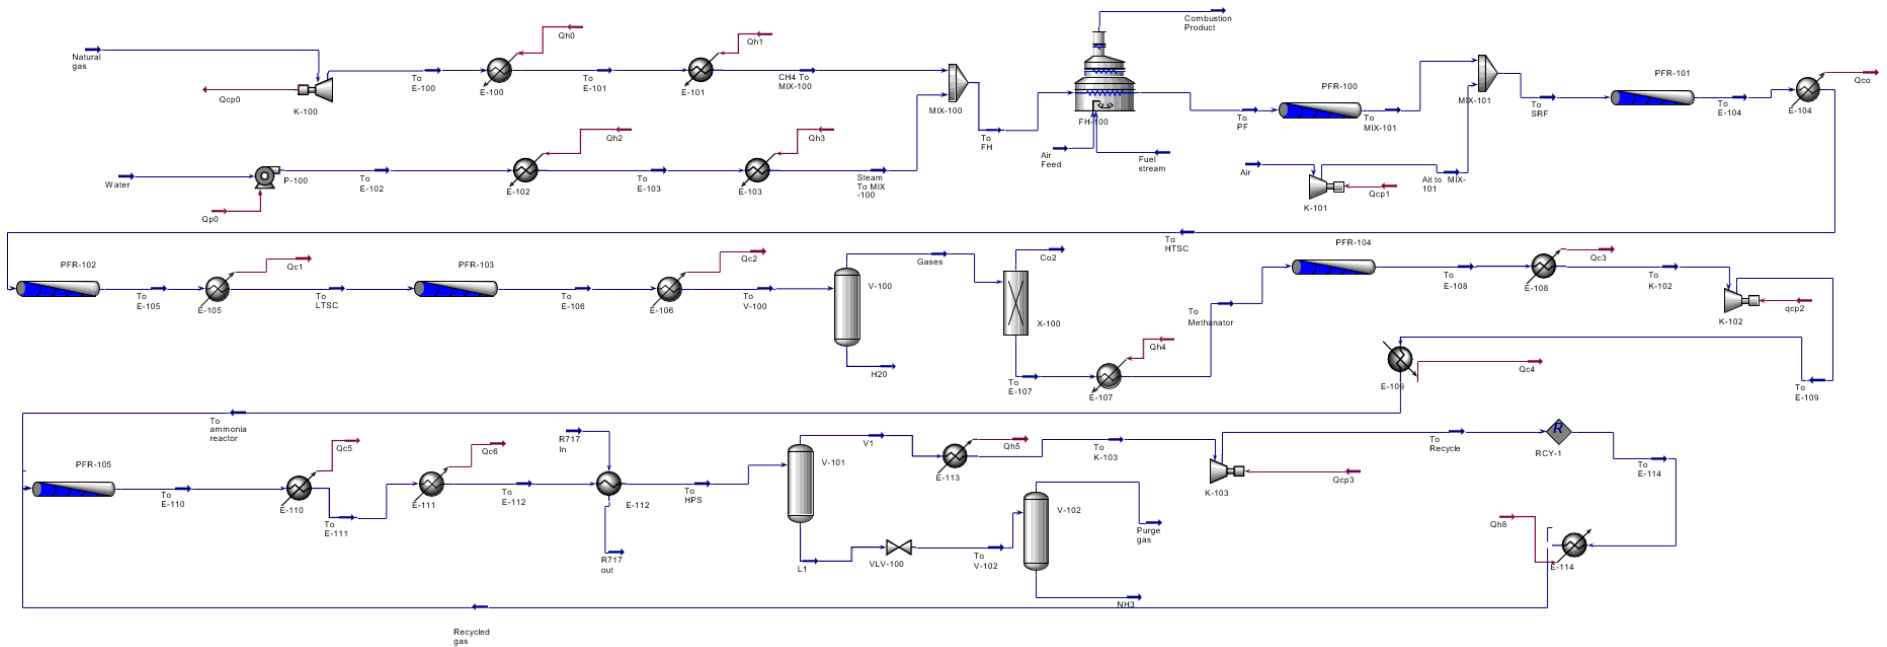 Combustion
Product
Natural
gas
Qh0
Qh1
Qcp0
K-100
To
E-100
E-100
To
E-101
E-101
CH4 To
MIX-100
MIX-100
FH-100
To
FH
Air
Feed
Fuel
stream
To
PF
PFR-100
To
MIX-101
MIX-101
To
SRF
PFR-101
To
E-104
E-104
Qco
Water
Qp0
P-100
To
E-102
E-102
Qh2
To
E-103
E-103
Qh3
Steam
To MIX
-100
Air
K-101
Qcp1
Ait to MIX-
101
To
HTSC
PFR-102
To
E-105
E-105
Qc1
To
LTSC
PFR-103
To
E-106
E-106
Qc2
To
V-100
V-100
Gases
H20
Co2
X-100
To
E-107
E-107
Qh4
To
Methanator
PFR-104
To
E-108
E-108
Qc3
To
K-102
K-102
qcp2
To
E-109
E-109
Qc4
To
ammonia
reactor
PFR-105
To
E-110
E-110
Qc5
To
E-111
E-111
Qc6
To
E-112
R717
In
E-112
R717
out
To
HPS
V-101
V1
L1
VLV-100
To
V-102
V-102
Purge
gas
NH3
E-113
Qh5
To
K-103
K-103
Qcp3
To
Recycle
R
RCY-1
To
E-114
Qh8
E-114
Recycled
gas